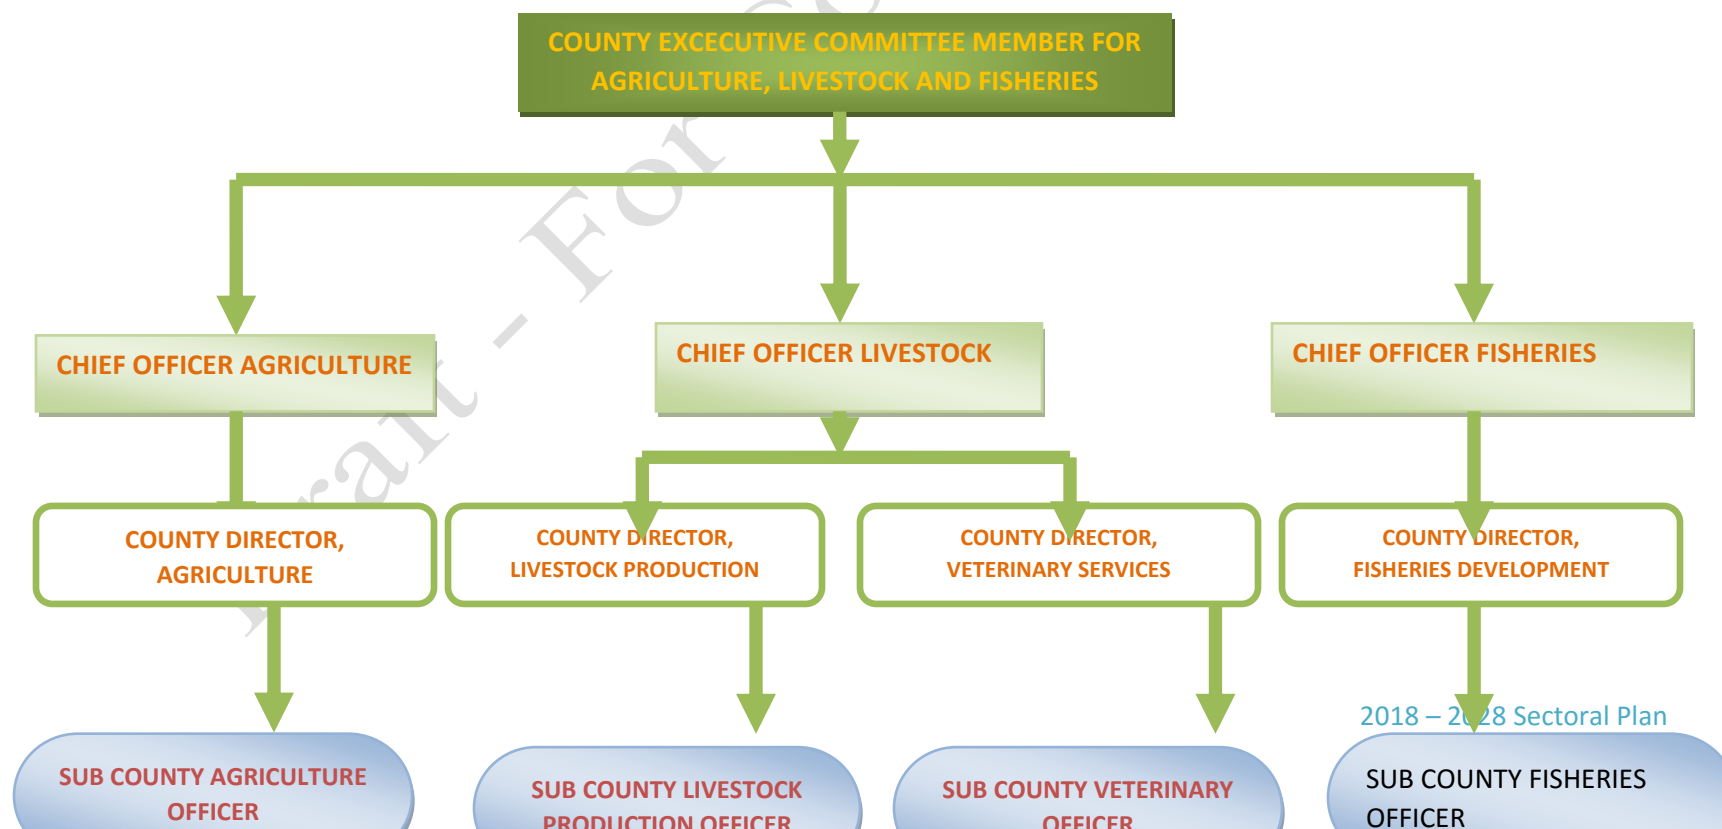 COUNTY EXCECUTIVE COMMITTEE MEMBER FOR
AGRICULTURE, LIVESTOCK AND FISHERIES
CHIEF OFFICER AGRICULTURE
CHIEF OFFICER LIVESTOCK
CHIEF OFFICER FISHERIES
COUNTY DIRECTOR,
AGRICULTURE
COUNTY DIRECTOR,
LIVESTOCK PRODUCTION
COUNTY DIRECTOR,
VETERINARY SERVICES
COUNTY DIRECTOR,
FISHERIES DEVELOPMENT
2018 – 2028 Sectoral Plan
SUB COUNTY AGRICULTURE
OFFICER
SUB COUNTY LIVESTOCK
PRODUCTION OFFICER
SUB COUNTY VETERINARY
OFFICER
SUB COUNTY FISHERIES
OFFICER
Draft - For